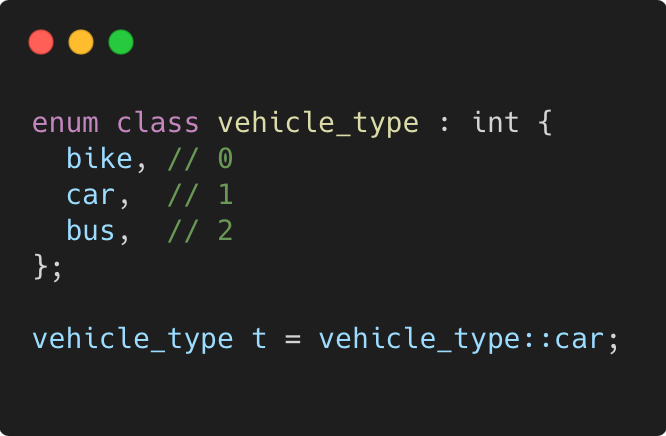 enum class vehicle_type : int {
  bike, // 0
  car,  // 1
  bus,  // 2
};
vehicle_type t = vehicle_type::car;